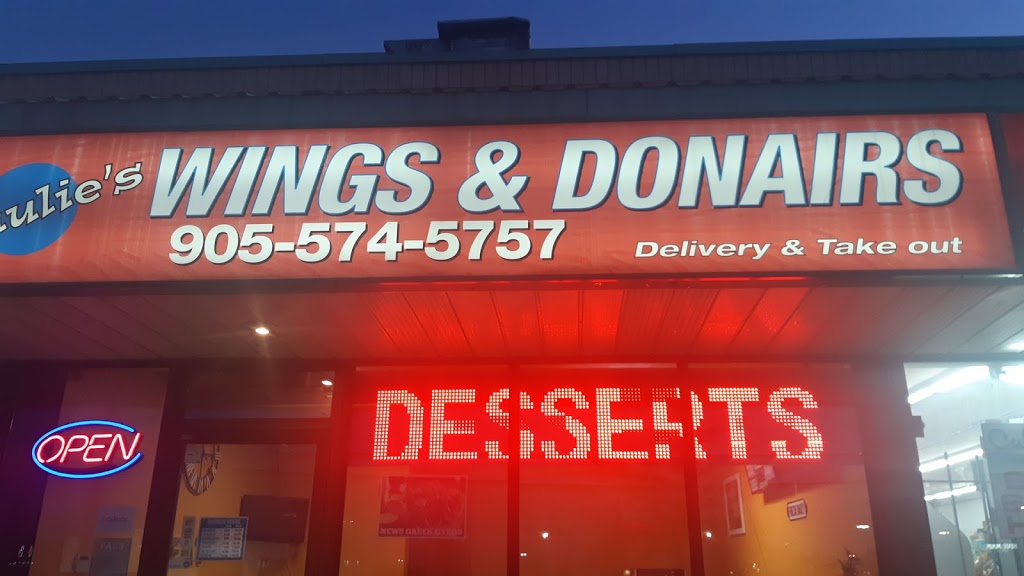 ulie's WINGS & DONAIRS
905-574-5757
Delivery & Take out
DESSERTS
OPEN